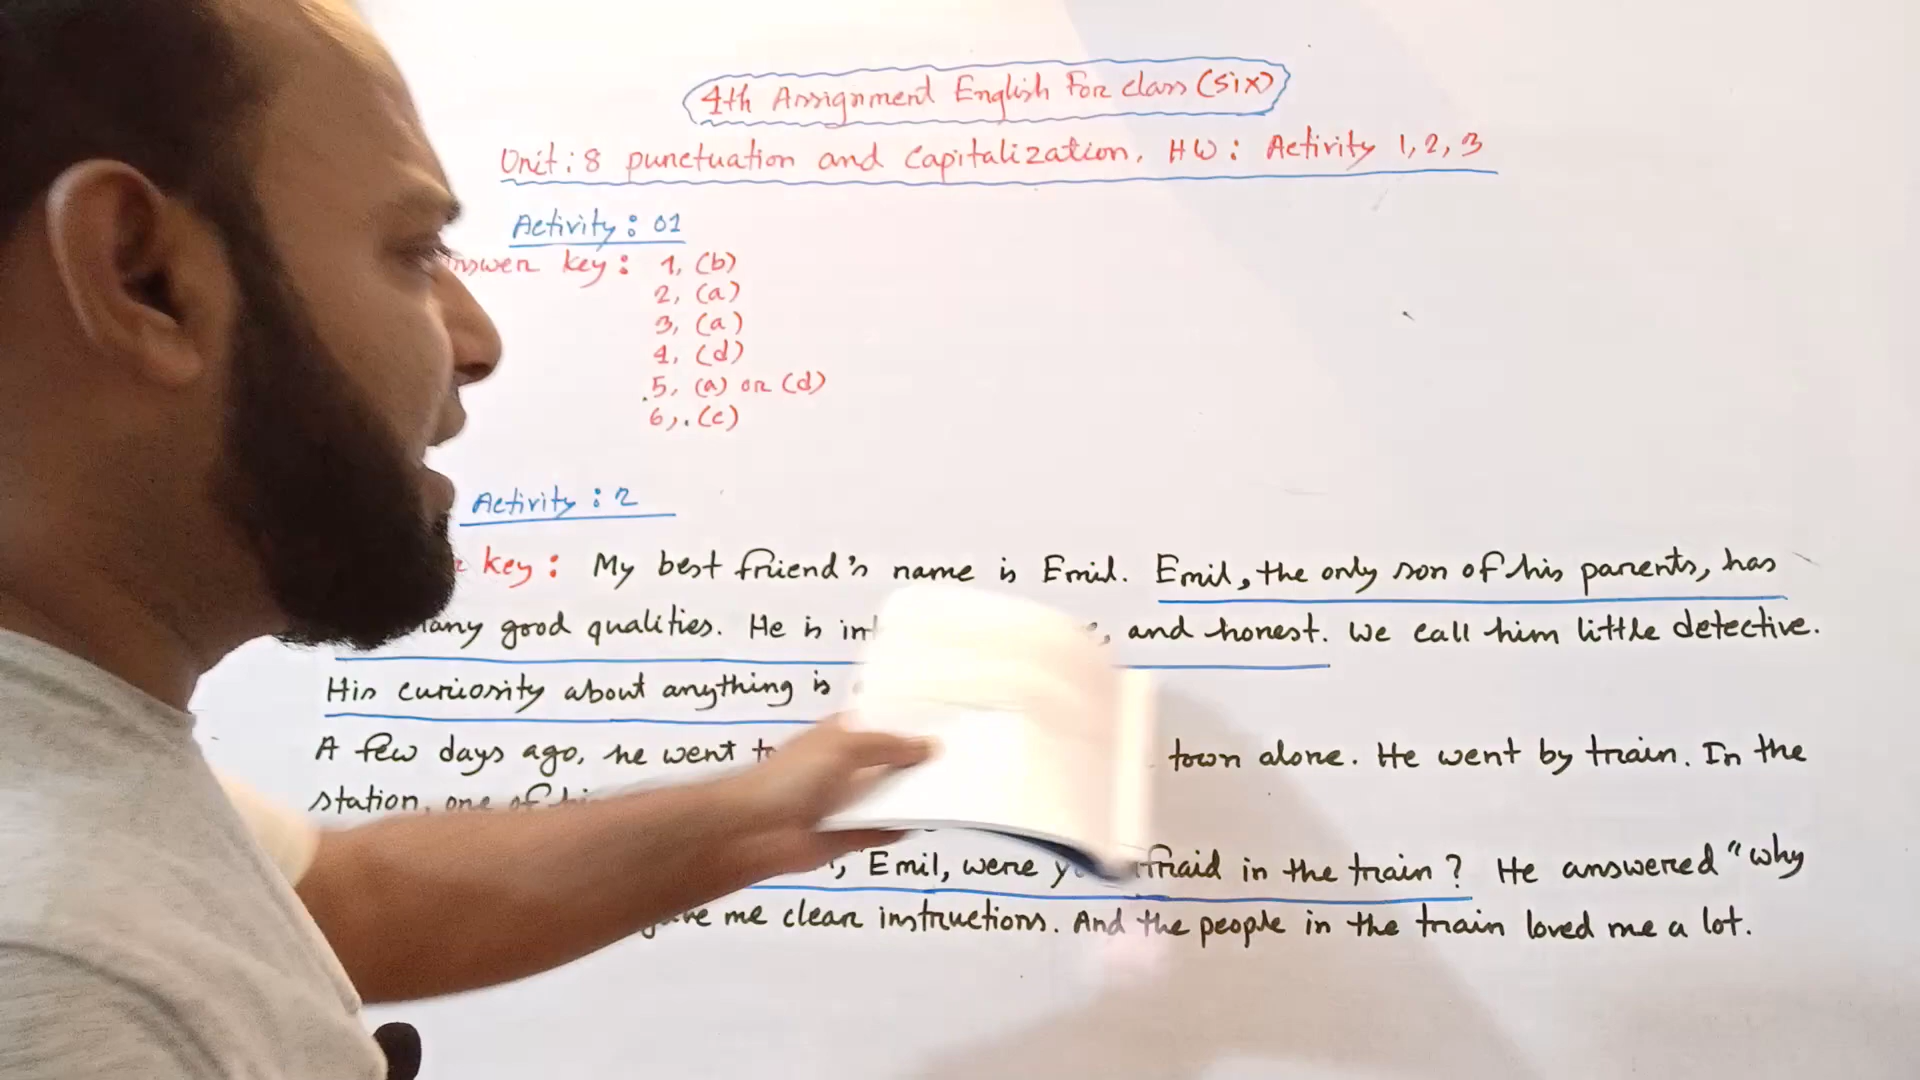 4th Assignment English For class (six)
Unit: 8 punctuation and capitalization, HW: Activity 1, 2, 3
Activity: 01
key: 1, (b)
2, (a)
3, (a)
4, (d)
5, (a) or (d)
6, (c)
Activity: 2
key: My best friend's name is Emil. Emil, the only son of his parents, has
good qualities. He is and honest. We call him little detective.
His curiosity about anything is
A few days ago, he went town alone. He went by train. In the
station, one of
"Emil, were afraid in the train? He answered "why
me clear instructions. And the people in the train loved me a lot.